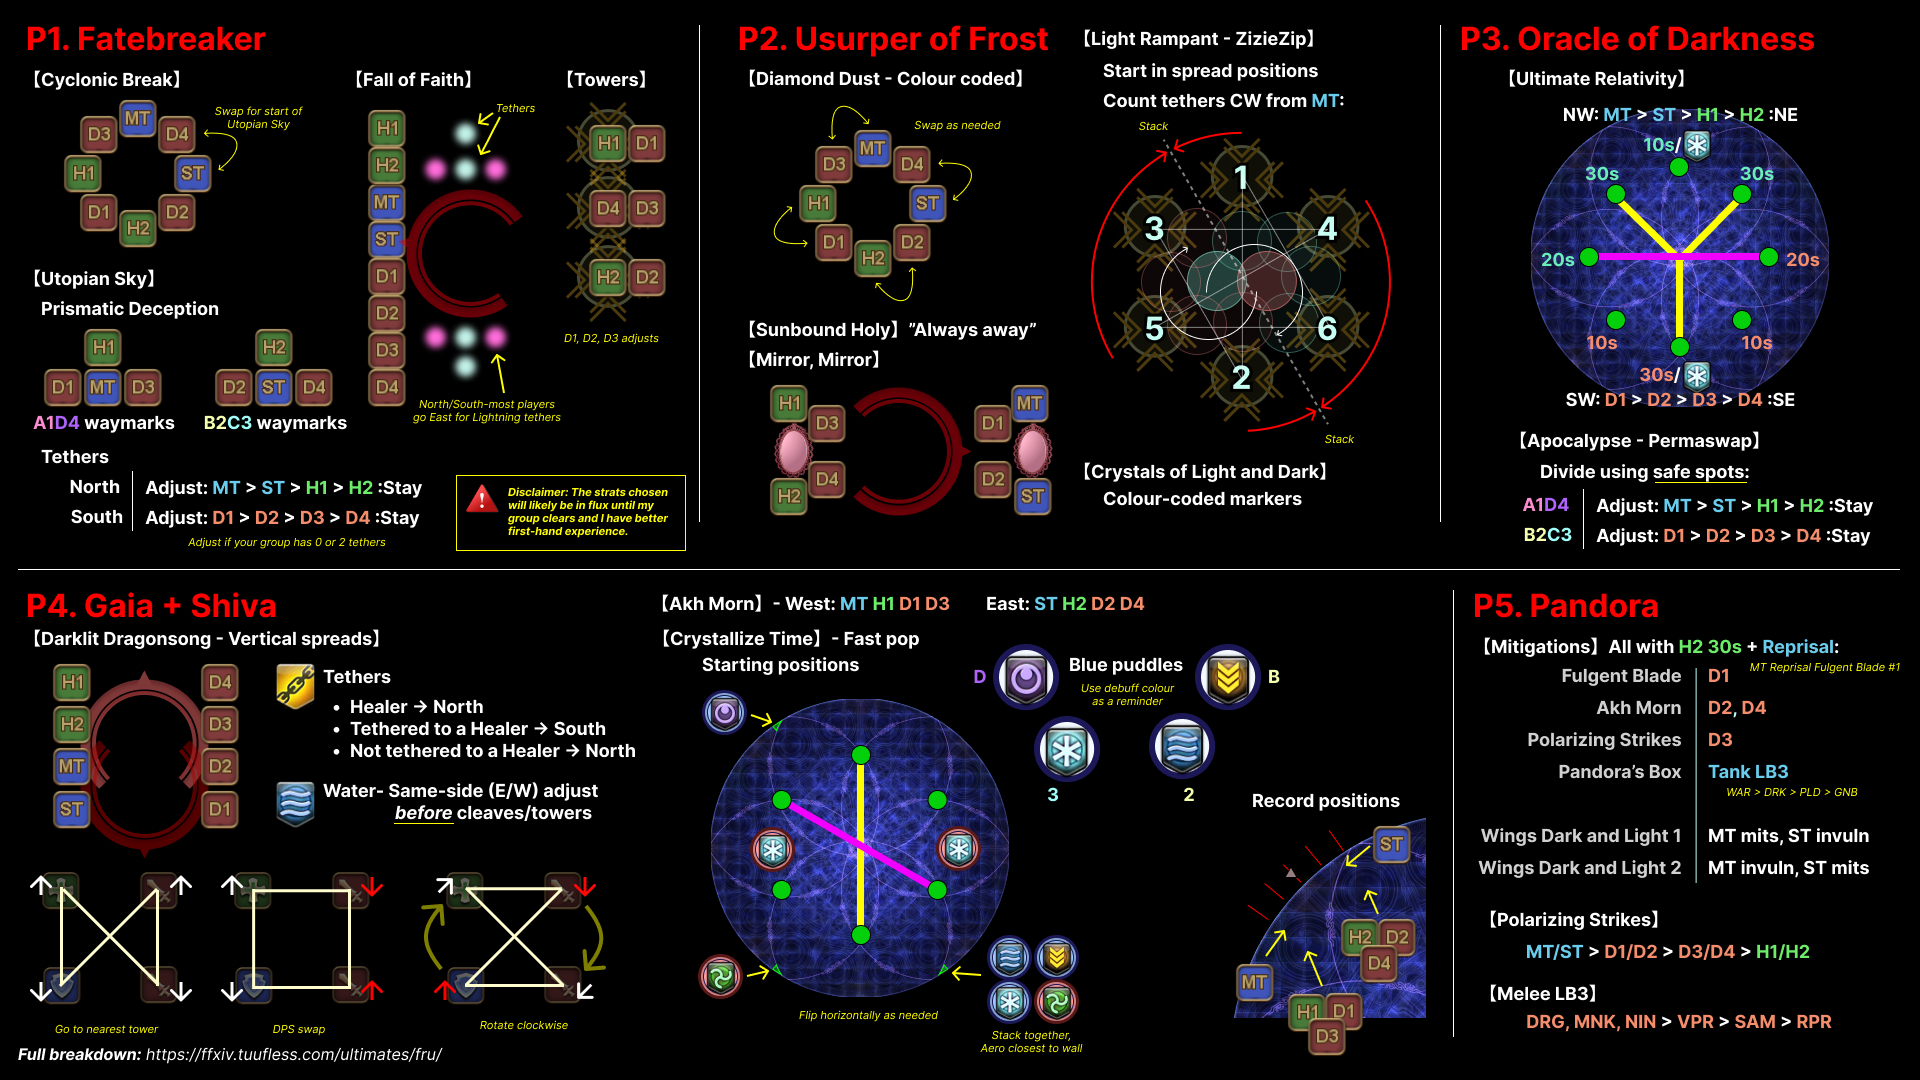 P1. Fatebreaker
【Cyclonic Break】
MT
D3
D4
H1
ST
D1
D2
H2
Swap for start of
Utopian Sky
【Utopian Sky】
Prismatic Deception
H1
D1 MT D3
A1D4 waymarks
H2
D2 ST D4
B2C3 waymarks
Tethers
North Adjust: MT > ST > H1 > H2 :Stay
South Adjust: D1 > D2 > D3 > D4 :Stay
Adjust if your group has 0 or 2 tethers
【Fall of Faith】
H1
H2
MT
ST
D1
D2
D3
D4
Tethers
North/South-most players
go East for Lightning tethers
【Towers】
H1 D1
D4 D3
H2 D2
D1, D2, D3 adjusts
Disclaimer: The strats chosen
will likely be in flux until my
group clears and I have better
first-hand experience.
P2. Usurper of Frost
【Diamond Dust - Colour coded】
MT
D3
D4
H1
ST
D1
D2
H2
Swap as needed
【Sunbound Holy】"Always away"
【Mirror, Mirror】
H1
D3
D4
H2
MT
D1
D2
ST
【Light Rampant - ZizieZip】
Start in spread positions
Count tethers CW from MT:
Stack
1
3
4
5
6
2
Stack
【Crystals of Light and Dark】
Colour-coded markers
P3. Oracle of Darkness
【Ultimate Relativity】
NW: MT > ST > H1 > H2 :NE
10s/
30s
30s
20s
20s
10s
10s
30s/
SW: D1 > D2 > D3 > D4 :SE
【Apocalypse - Permaswap】
Divide using safe spots:
A1D4 Adjust: MT > ST > H1 > H2 :Stay
B2C3 Adjust: D1 > D2 > D3 > D4 :Stay
P4. Gaia + Shiva
【Darklit Dragonsong - Vertical spreads】
H1
H2
MT
ST
D4
D3
D2
D1
Tethers
• Healer → North
• Tethered to a Healer → South
• Not tethered to a Healer → North
Water- Same-side (E/W) adjust
before cleaves/towers
Go to nearest tower
DPS swap
Rotate clockwise
Full breakdown: https://ffxiv.tuufless.com/ultimates/fru/
【Akh Morn】- West: MT H1 D1 D3 East: ST H2 D2 D4
【Crystallize Time】- Fast pop
Starting positions
Flip horizontally as needed
Stack together,
Aero closest to wall
D
Blue puddles
B
Use debuff colour
as a reminder
3
2
Record positions
ST
H2 D2
D4
MT
H1 D1
D3
P5. Pandora
【Mitigations】All with H2 30s + Reprisal:
MT Reprisal Fulgent Blade #1
Fulgent Blade D1
Akh Morn D2, D4
Polarizing Strikes D3
Pandora's Box Tank LB3
WAR > DRK > PLD > GNB
Wings Dark and Light 1 MT mits, ST invuln
Wings Dark and Light 2 MT invuln, ST mits
【Polarizing Strikes】
MT/ST > D1/D2 > D3/D4 > H1/H2
【Melee LB3】
DRG, MNK, NIN > VPR > SAM > RPR